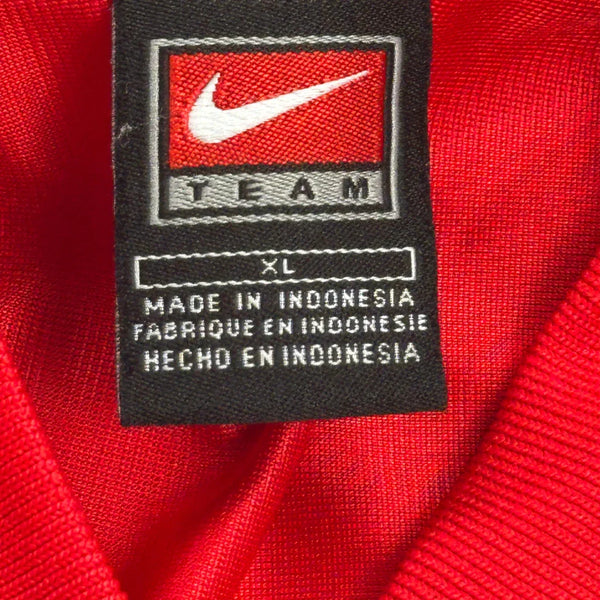 TEAM
XL
MADE IN INDONESIA
FABRIQUE EN INDONESIE
HECHO EN INDONESIA